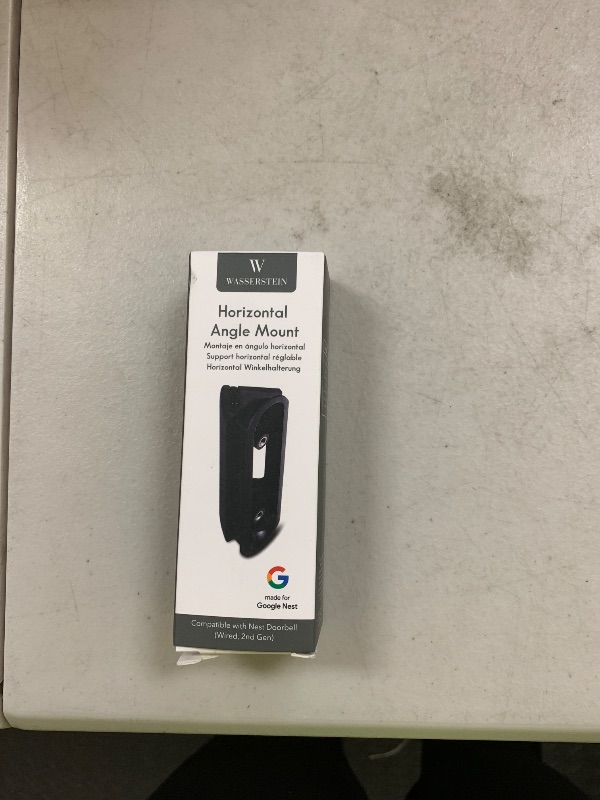 W
WASSERSTEIN
Horizontal
Angle Mount
Montaje en ángulo horizontal
Support horizontal réglable
Horizontal Winkelhalterung
G
made for
Google Nest
Compatible with Nest Doorbell
(Wired, 2nd Gen)